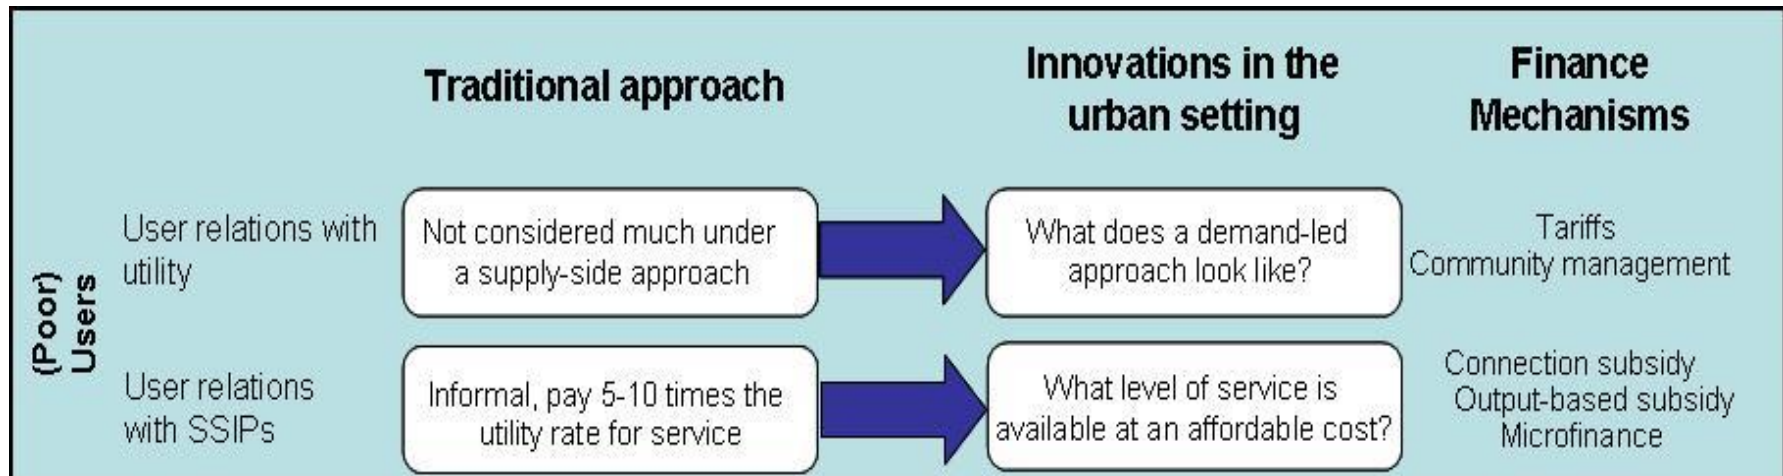 Traditional approach
Innovations in the
urban setting
Finance
Mechanisms
(Poor)
Users
User relations with
utility
Not considered much under
a supply-side approach
What does a demand-led
approach look like?
Tariffs
Community management
User relations
with SSIPs
Informal, pay 5-10 times the
utility rate for service
What level of service is
available at an affordable cost?
Connection subsidy
Output-based subsidy
Microfinance